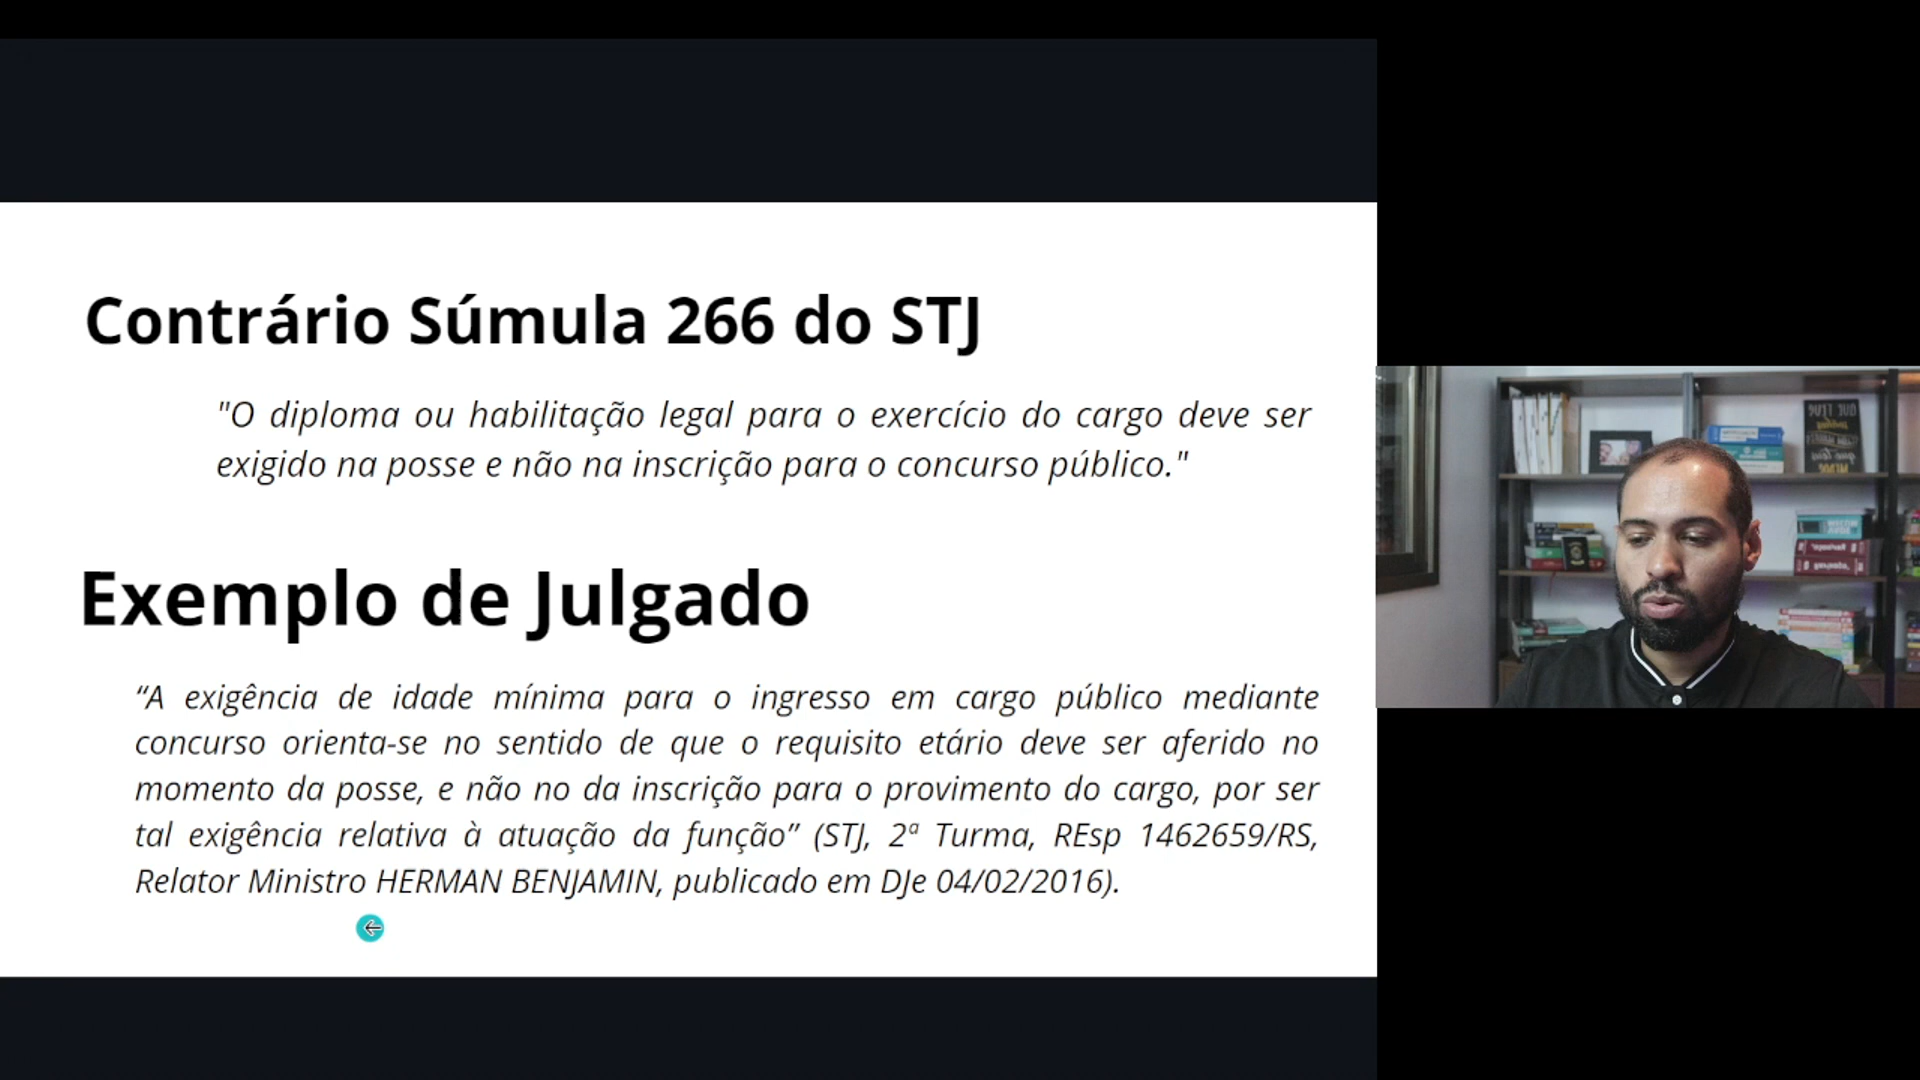 Contrário Súmula 266 do STJ
"O diploma ou habilitação legal para o exercício do cargo deve ser
exigido na posse e não na inscrição para o concurso público."
Exemplo de Julgado
“A exigência de idade mínima para o ingresso em cargo público mediante
concurso orienta-se no sentido de que o requisito etário deve ser aferido no
momento da posse, e não no da inscrição para o provimento do cargo, por ser
tal exigência relativa à atuação da função” (STJ, 2ª Turma, REsp 1462659/RS,
Relator Ministro HERMAN BENJAMIN, publicado em DJe 04/02/2016).